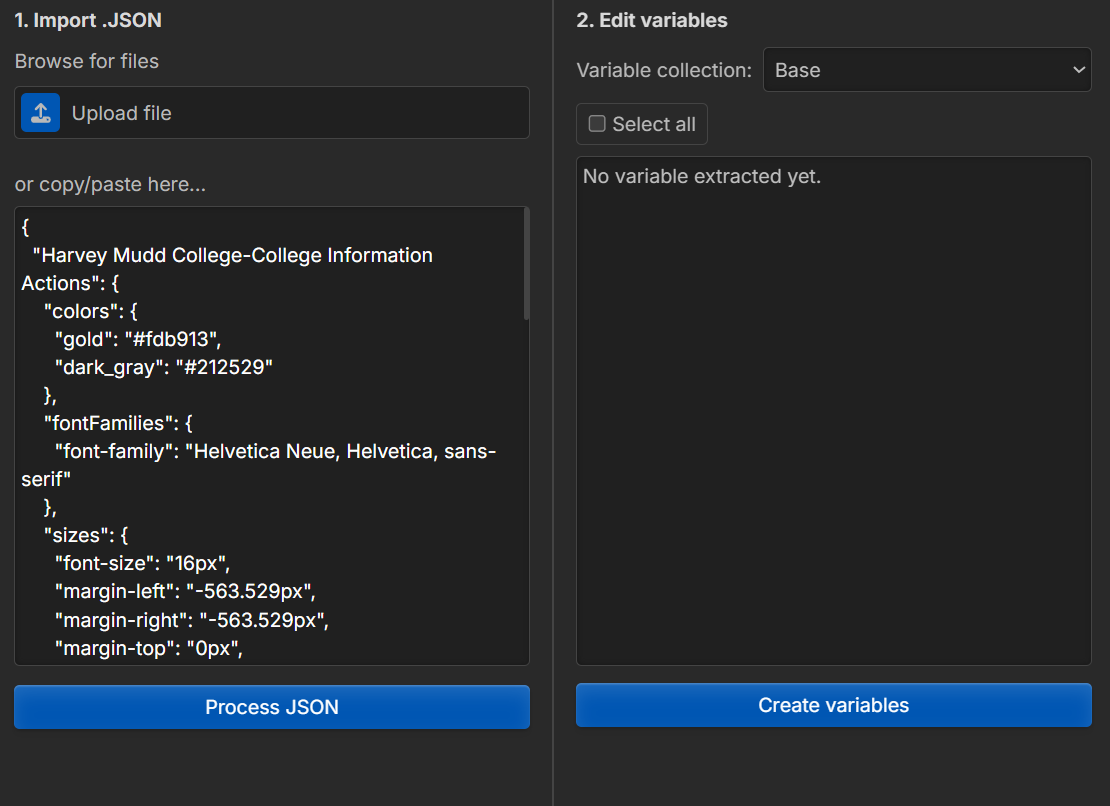 1. Import .JSON
Browse for files
Upload file
or copy/paste here...
{
"Harvey Mudd College-College Information
Actions": {
"colors": {
"gold": "#fdb913",
"dark_gray": "#212529"
},
"fontFamilies": {
"font-family": "Helvetica Neue, Helvetica, sans-
serif"
},
"sizes": {
"font-size": "16px",
"margin-left": "-563.529px",
"margin-right": "-563.529px",
"margin-top": "0px",
Process JSON
2. Edit variables
Variable collection: Base
Select all
No variable extracted yet.
Create variables